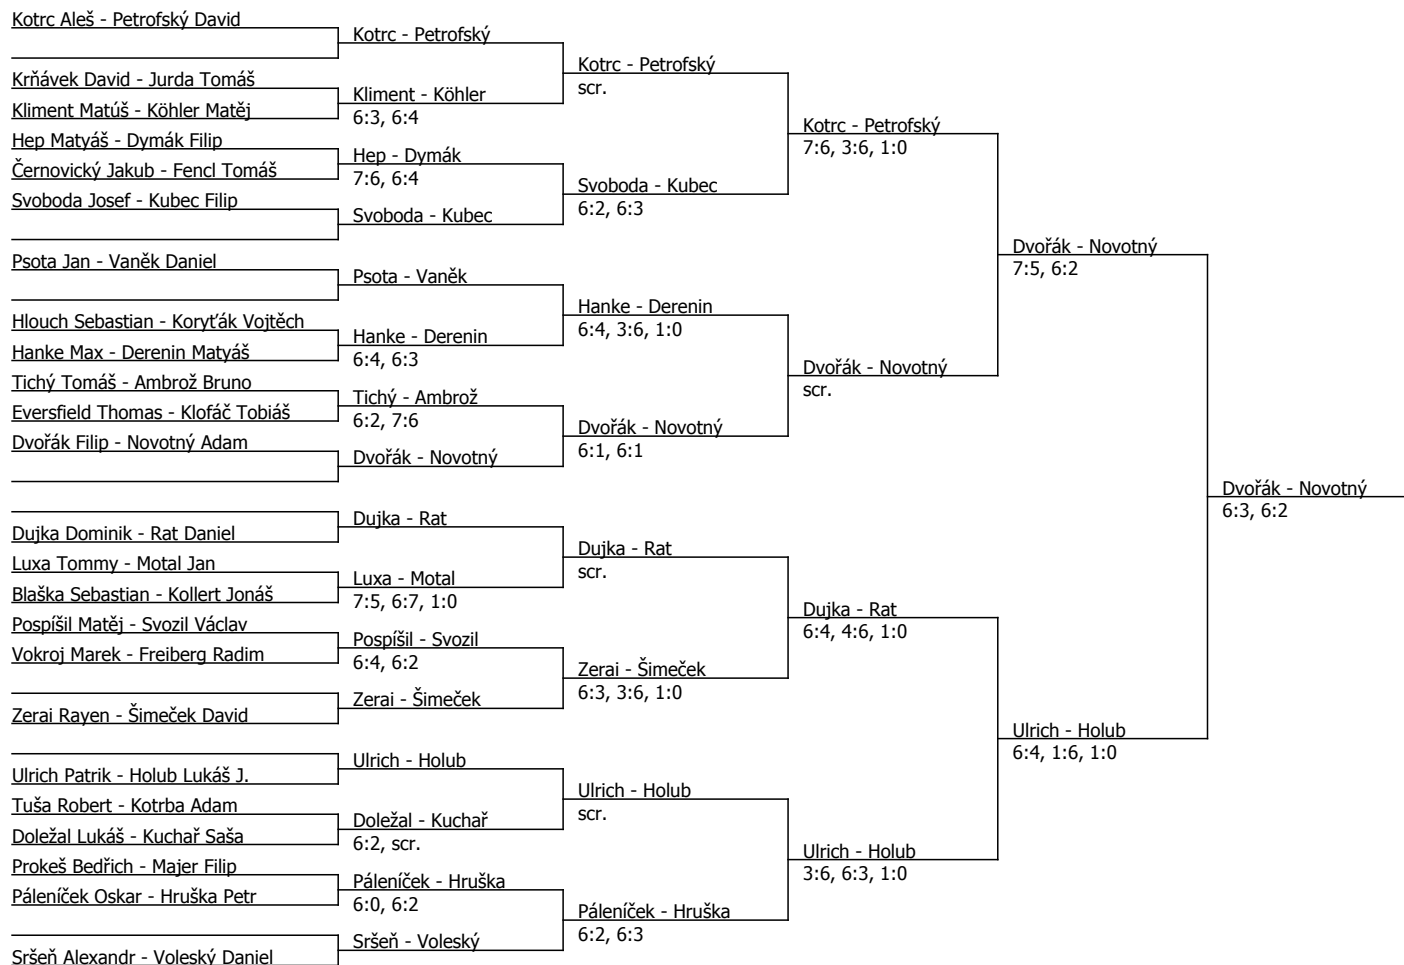 Kotrc Aleš - Petrofský David
Krňávek David - Jurda Tomáš
Kliment Matúš - Köhler Matěj
Hep Matyáš - Dymák Filip
Černovický Jakub - Fencl Tomáš
Svoboda Josef - Kubec Filip
Psota Jan - Vaněk Daniel
Hlouch Sebastian - Koryťák Vojtěch
Hanke Max - Derenin Matyáš
Tichý Tomáš - Ambrož Bruno
Eversfield Thomas - Klofáč Tobiáš
Dvořák Filip - Novotný Adam
Dujka Dominik - Rat Daniel
Luxa Tommy - Motal Jan
Blaška Sebastian - Kollert Jonáš
Pospíšil Matěj - Svozil Václav
Vokroj Marek - Freiberg Radim
Zerai Rayen - Šimeček David
Ulrich Patrik - Holub Lukáš J.
Tuša Robert - Kotrba Adam
Doležal Lukáš - Kuchař Saša
Prokeš Bedřich - Majer Filip
Páleníček Oskar - Hruška Petr
Sršeň Alexandr - Voleský Daniel
Kotrc - Petrofský
Kliment - Köhler
6:3, 6:4
Hep - Dymák
7:6, 6:4
Svoboda - Kubec
Psota - Vaněk
Hanke - Derenin
6:4, 6:3
Tichý - Ambrož
6:2, 7:6
Dvořák - Novotný
Dujka - Rat
Luxa - Motal
7:5, 6:7, 1:0
Pospíšil - Svozil
6:4, 6:2
Zerai - Šimeček
Ulrich - Holub
Doležal - Kuchař
6:2, scr.
Páleníček - Hruška
6:0, 6:2
Sršeň - Voleský
Kotrc - Petrofský
scr.
Svoboda - Kubec
6:2, 6:3
Hanke - Derenin
6:4, 3:6, 1:0
Dvořák - Novotný
6:1, 6:1
Dujka - Rat
scr.
Zerai - Šimeček
6:3, 3:6, 1:0
Ulrich - Holub
scr.
Páleníček - Hruška
6:2, 6:3
Kotrc - Petrofský
7:6, 3:6, 1:0
Dvořák - Novotný
scr.
Dujka - Rat
6:4, 4:6, 1:0
Ulrich - Holub
3:6, 6:3, 1:0
Dvořák - Novotný
7:5, 6:2
Ulrich - Holub
6:4, 1:6, 1:0
Dvořák - Novotný
6:3, 6:2